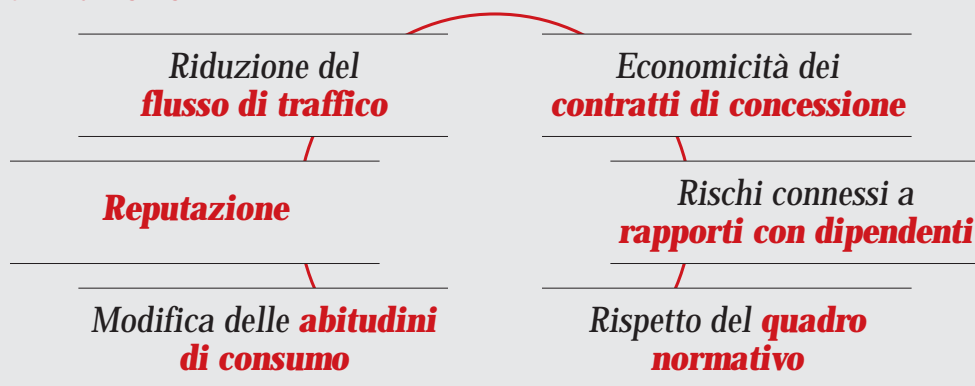 Riduzione del
flusso di traffico
Economicità dei
contratti di concessione
Reputazione
Rischi connessi a
rapporti con dipendenti
Modifica delle abitudini
di consumo
Rispetto del quadro
normativo